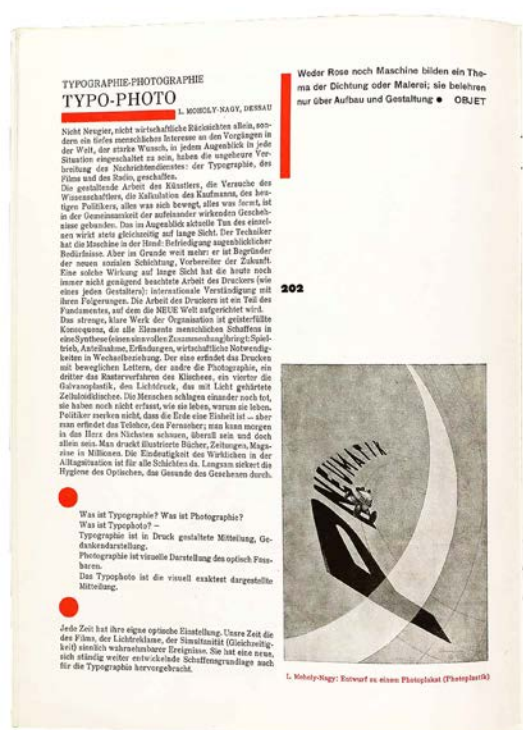 TYPOGRAPHIE-PHOTOGRAPHIE
TYPO-PHOTO
L. MOHOLY-NAGY, DESSAU
Nicht Neugier, nicht wirtschaftliche Rücksichten allein, son-
dern ein tiefes menschliches Interesse an den Vorgängen in
der Welt, der starke Wunsch, in jedem Augenblick in jede
Situation eingeschaltet zu sein, haben die ungeheure Ver-
breitung des Nachrichtendienstes: der Typographie, des
Films und des Radio, geschaffen.
Die gestaltende Arbeit des Künstlers, die Versuche des
Wissenschaftlers, die Kalkulation des Kaufmanns, des heu-
tigen Politikers, alles was sich bewegt, alles was formt, ist
in der Gemeinsamkeit der aufeinander wirkenden Gescheh-
nisse gebunden. Das im Augenblick aktuelle Tun des einzel-
nen wirkt stets gleichzeitig auf lange Sicht. Der Techniker
hat die Maschine in der Hand: Befriedigung augenblicklicher
Bedürfnisse. Aber im Grunde weit mehr: er ist Begründer
der neuen sozialen Schichtung, Vorbereiter der Zukunft.
Eine solche Wirkung auf lange Sicht hat die heute noch
immer nicht genügend beachtete Arbeit des Druckers (wie
eines jeden Gestalters): internationale Verständigung mit
ihren Folgerungen. Die Arbeit des Druckers ist ein Teil des
Fundamentes, auf dem die NEUE Welt aufgerichtet wird.
Das strenge, klare Werk der Organisation ist geisterfüllte
Konsequenz, die alle Elemente menschlichen Schaffens in
eine Synthese (einen sinnvollen Zusammenhang) bringt: Spiel-
trieb, Anteilnahme, Erfindungen, wirtschaftliche Notwendig-
keiten in Wechselbeziehung. Der eine erfindet das Drucken
mit beweglichen Lettern, der andre die Photographie, ein
dritter das Rasterverfahren des Klischees, ein vierter die
Galvanoplastik, den Lichtdruck, das mit Licht gehärtete
Zelluloidklischee. Die Menschen schlagen einander noch tot,
sie haben noch nicht erfasst, wie sie leben, warum sie leben.
Politiker merken nicht, dass die Erde eine Einheit ist — aber
man erfindet das Telehor, den Fernseher; man kann morgen
in das Herz des Nächsten schauen, überall sein und doch
allein sein. Man druckt illustrierte Bücher, Zeitungen, Maga-
zine in Millionen. Die Eindeutigkeit des Wirklichen in der
Alltagsituation ist für alle Schichten da. Langsam sickert die
Hygiene des Optischen, das Gesunde des Geschenen durch.
Was ist Typographie? Was ist Photographie?
Was ist Typophoto? —
Typographie ist in Druck gestaltete Mitteilung, Ge-
dankendarstellung.
Photographie ist visuelle Darstellung des optisch Fass-
baren.
Das Typophoto ist die visuell exaktest dargestellte
Mitteilung.
Jede Zeit hat ihre eigne optische Einstellung. Unsre Zeit die
des Films, der Lichtreklame, der Simultanität (Gleichzeitig-
keit) sinnlich wahrnehmbarer Ereignisse. Sie hat eine neue,
sich ständig weiter entwickelnde Schaffensgrundlage auch
für die Typographie hervorgebracht.
Weder Rose noch Maschine bilden ein The-
ma der Dichtung oder Malerei; sie belehren
nur über Aufbau und Gestaltung ● OBJET
202
PNEUMATIK
L. Moholy-Nagy: Entwurf zu einem Photoplakat (Photoplastik)